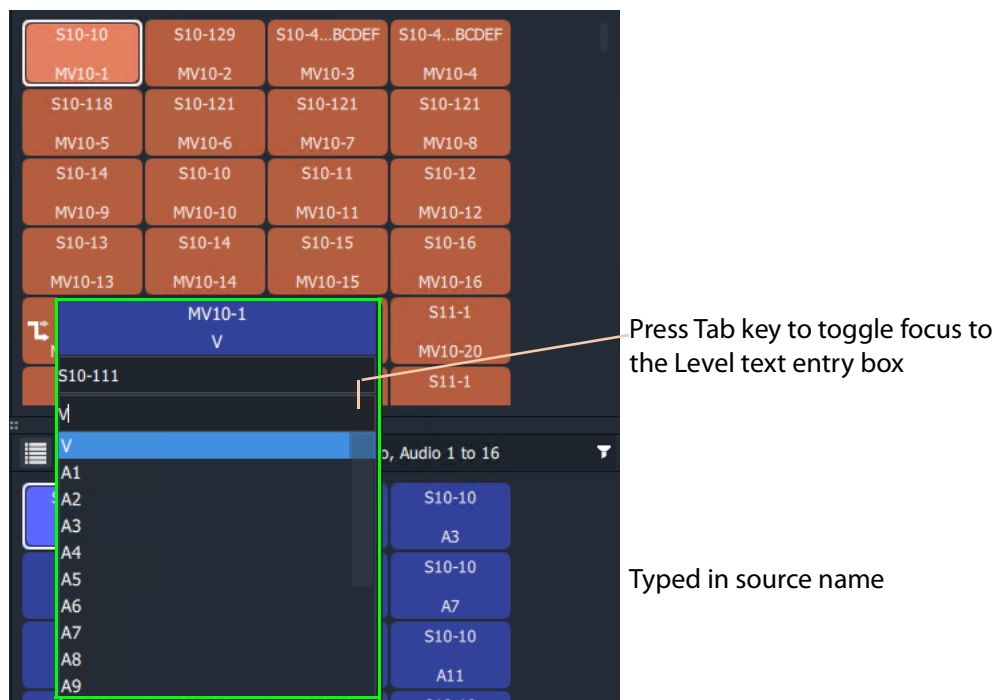 S10-10 S10-129 S10-4...BCDEF S10-4...BCDEF
MV10-1 MV10-2 MV10-3 MV10-4
S10-118 S10-121 S10-121 S10-121
MV10-5 MV10-6 MV10-7 MV10-8
S10-14 S10-10 S10-11 S10-12
MV10-9 MV10-10 MV10-11 MV10-12
S10-13 S10-14 S10-15 S10-16
MV10-13 MV10-14 MV10-15 MV10-16
MV10-1 S11-1
V
MV10-20
S10-111
S11-1
V
V
A1
A2
A3
A4
A5
A6
A7
A8
A9
, Audio 1 to 16
S10-10
A3
S10-10
A7
S10-10
A11
Press Tab key to toggle focus to
the Level text entry box
Typed in source name